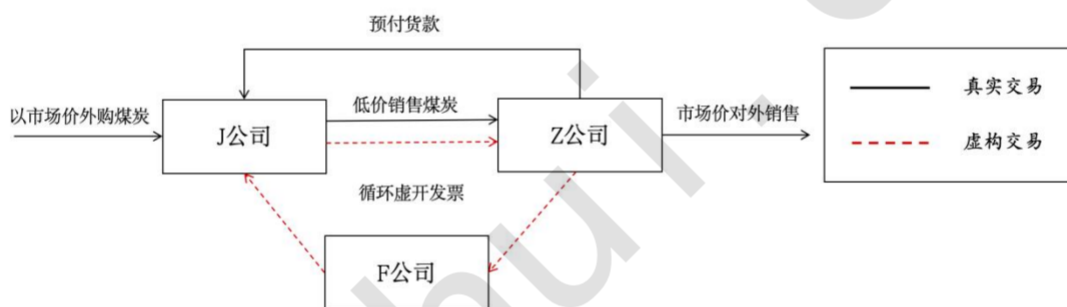 预付货款
以市场价外购煤炭
J公司
低价销售煤炭
Z公司
市场价对外销售
真实交易
虚构交易
循环虚开发票
F公司